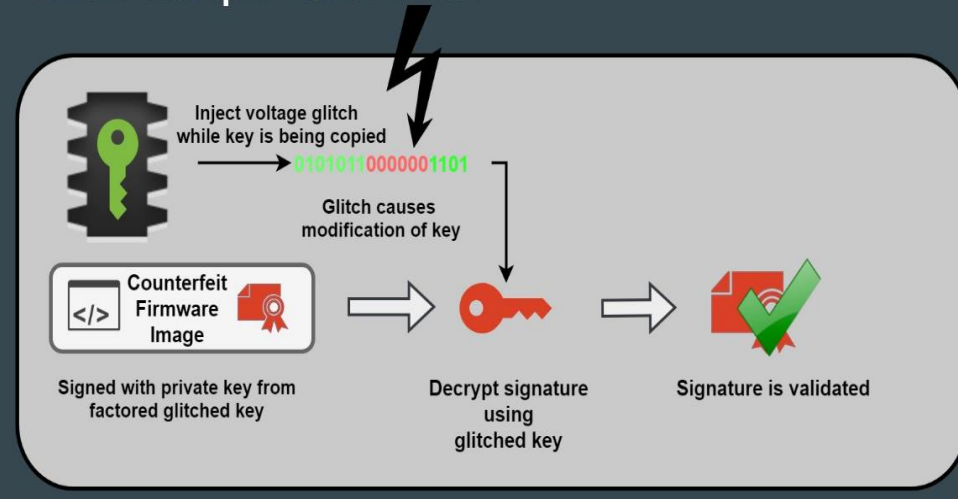 Inject voltage glitch
while key is being copied
0101011000001101
Glitch causes
modification of key
</>
Counterfeit
Firmware
Image
Signed with private key from
factored glitched key
Decrypt signature
using
glitched key
Signature is validated